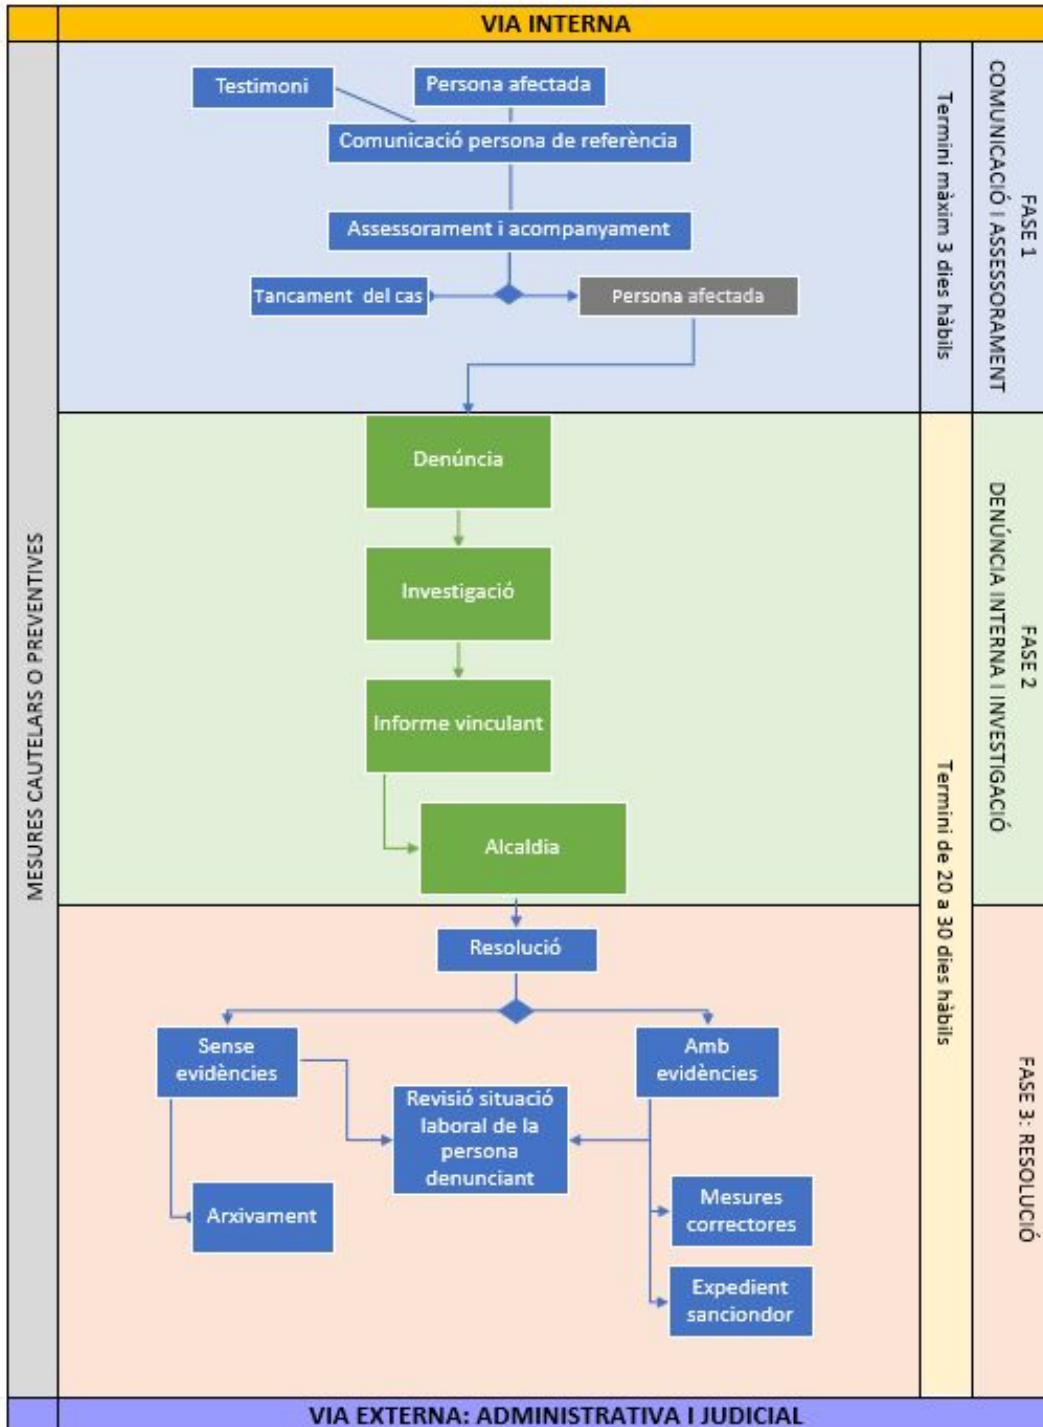 VIA INTERNA
MESURES CAUTELARS O PREVENTIVES
Testimoni
Persona afectada
Comunicació persona de referència
Assessorament i acompanyament
Tancament del cas
Persona afectada
Termini màxim 3 dies hàbils
FASE 1
COMUNICACIÓ I ASSESSORAMENT
Denúncia
Investigació
Informe vinculant
Alcaldia
Termini de 20 a 30 dies hàbils
FASE 2
DENÚNCIA INTERNA I INVESTIGACIÓ
Resolució
Sense
evidències
Amb
evidències
Revisió situació
laboral de la
persona
denunciant
Arxivament
Mesures
correctores
Expedient
sanciondor
FASE 3: RESOLUCIÓ
VIA EXTERNA: ADMINISTRATIVA I JUDICIAL